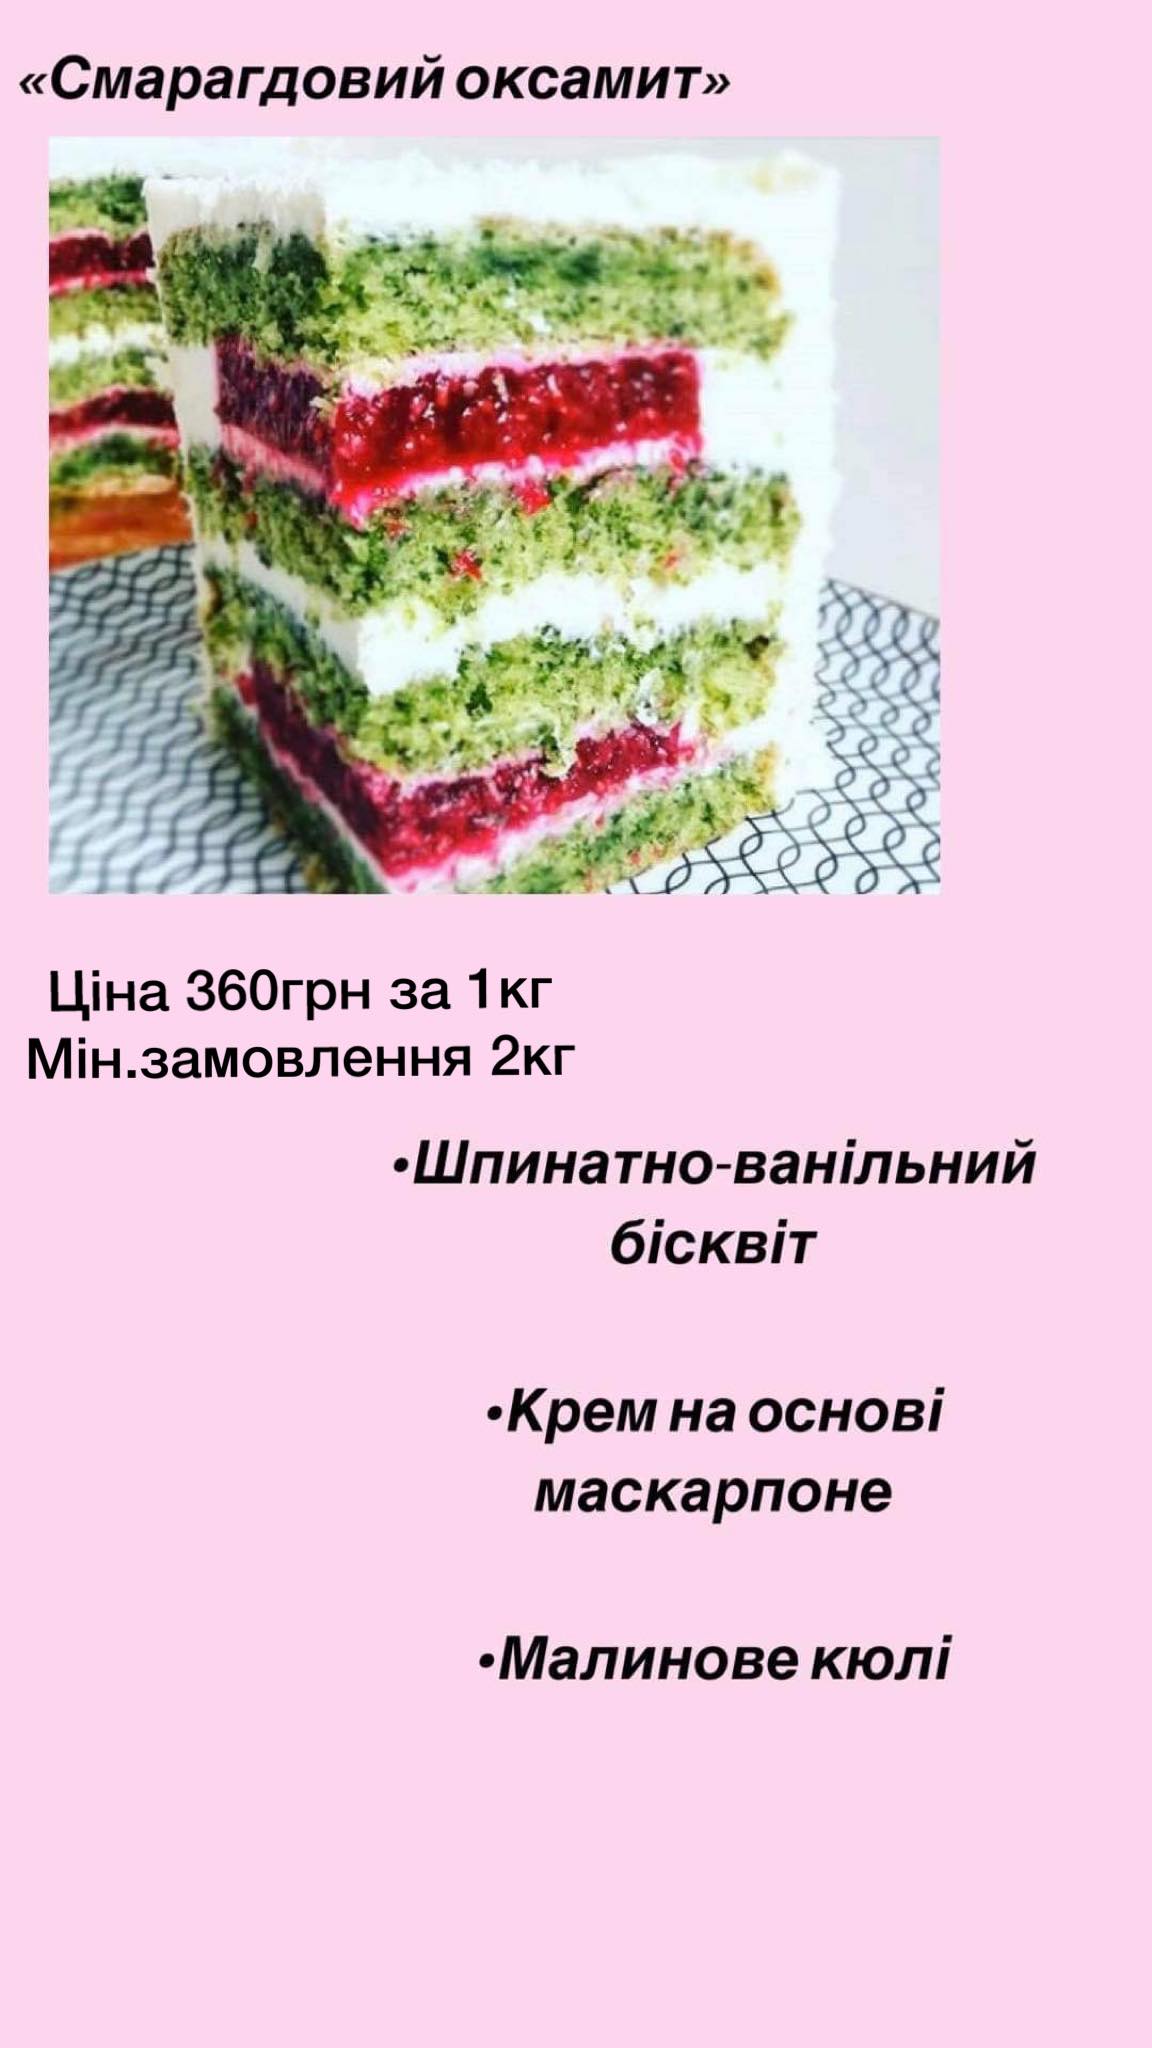 «Смарагдовий оксамит»
Ціна 360грн за 1кг
Мін.замовлення 2кг
•Шпинатно-ванільний
бісквіт
•Крем на основі
маскарпоне
•Малинове кюлі